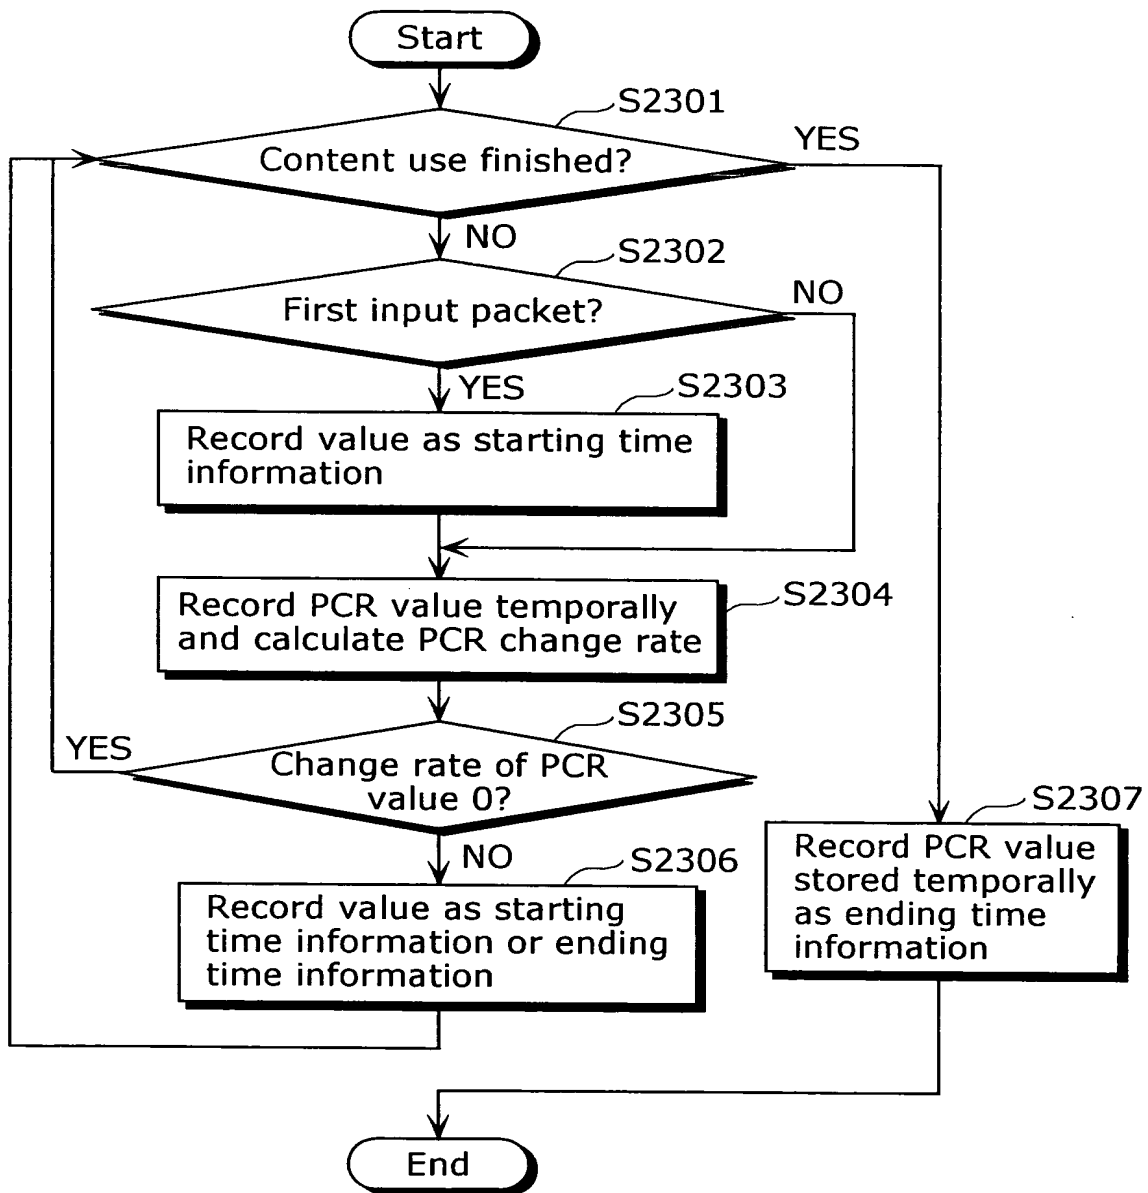 Start
S2301
Content use finished?
YES
NO
S2302
First input packet?
NO
YES
S2303
Record value as starting time
information
S2304
Record PCR value temporally
and calculate PCR change rate
S2305
YES
Change rate of PCR
value 0?
NO
S2306
Record value as starting
time information or ending
time information
S2307
Record PCR value
stored temporally
as ending time
information
End